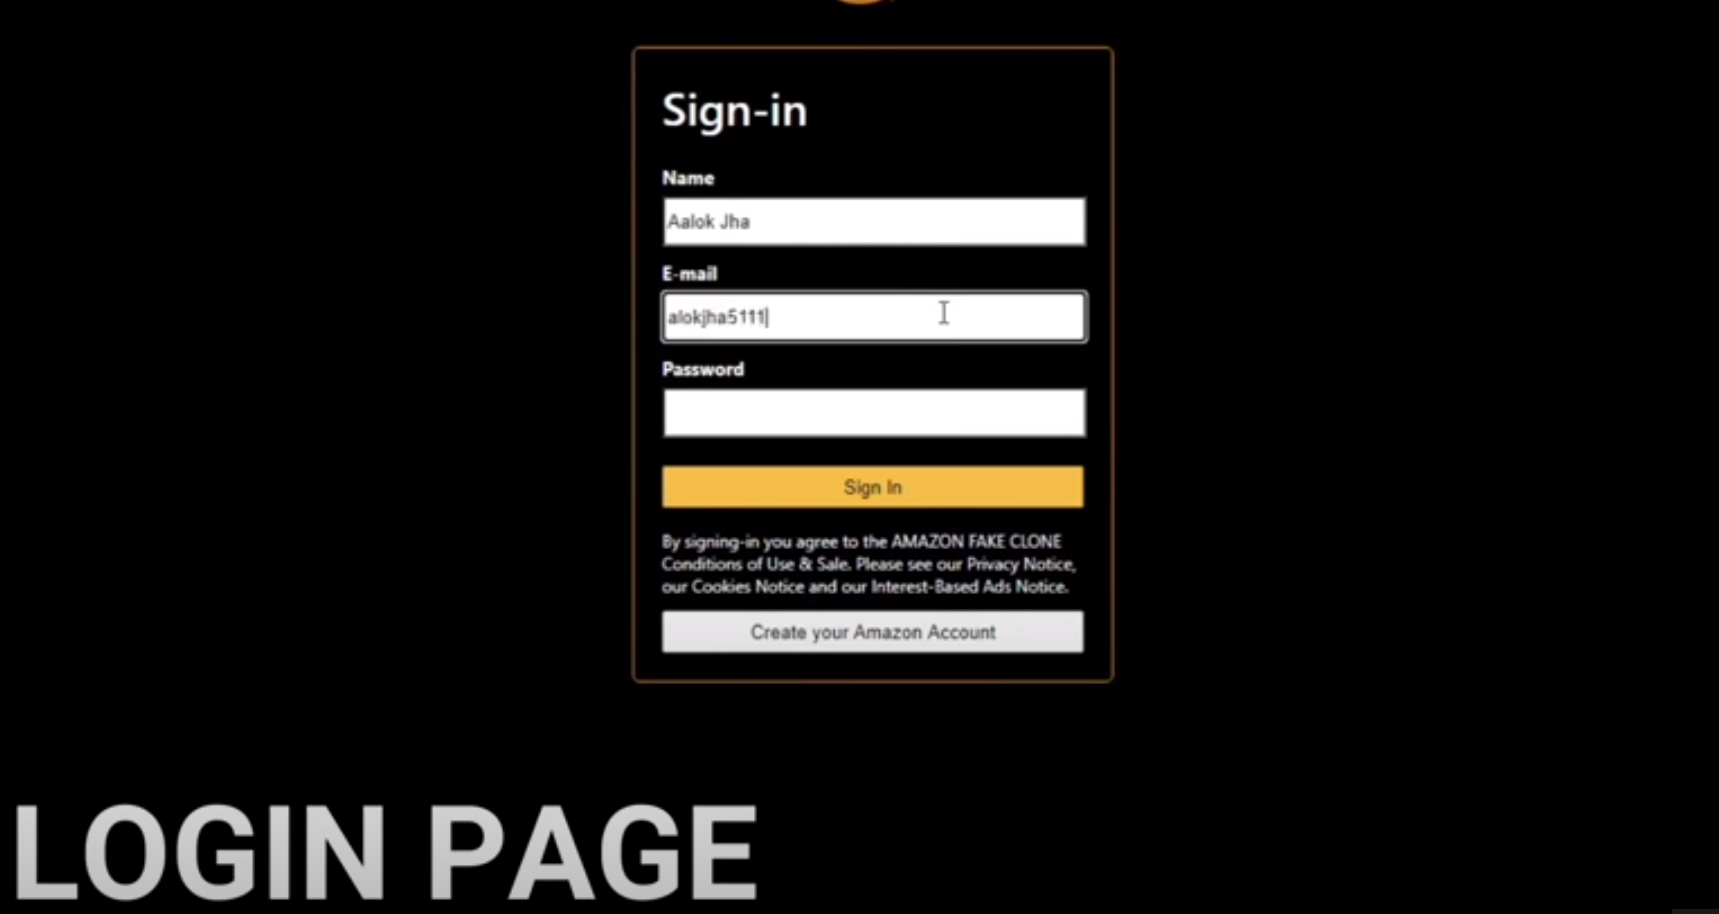 Sign-in
Name
Aalok Jha
E-mail
alokjha5111
Password
Sign In
By signing-in you agree to the AMAZON FAKE CLONE
Conditions of Use & Sale. Please see our Privacy Notice,
our Cookies Notice and our Interest-Based Ads Notice.
Create your Amazon Account
LOGIN PAGE